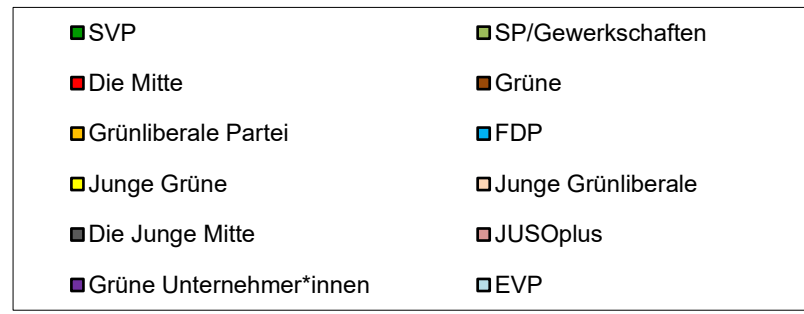 SVP
SP/Gewerkschaften
Die Mitte
Grüne
Grünliberale Partei
FDP
Junge Grüne
Junge Grünliberale
Die Junge Mitte
JUSOplus
Grüne Unternehmer*innen
EVP